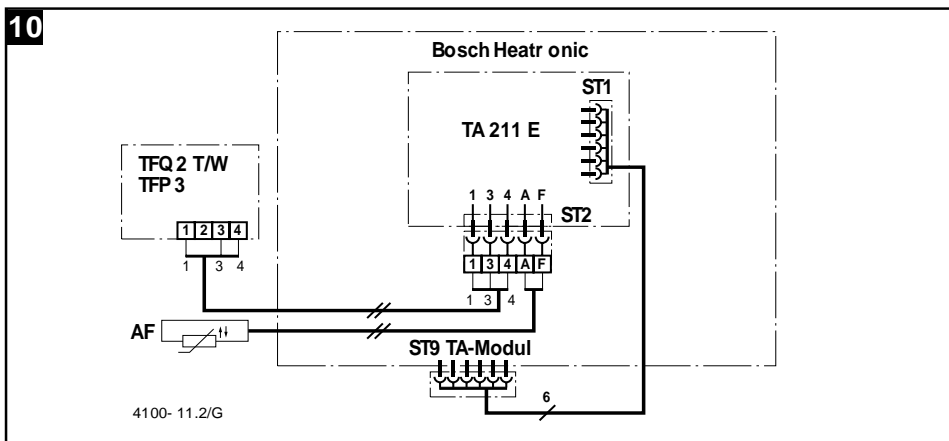 10
Bosch Heatr onic
ST1
TA 211 E
TFQ 2 T/W
TFP 3
1 3 4 A F
ST2
1 2 3 4
1 3 4 A F
1 3 4
1 3 4
AF
ST9 TA-Modul
6
4100- 11.2/G